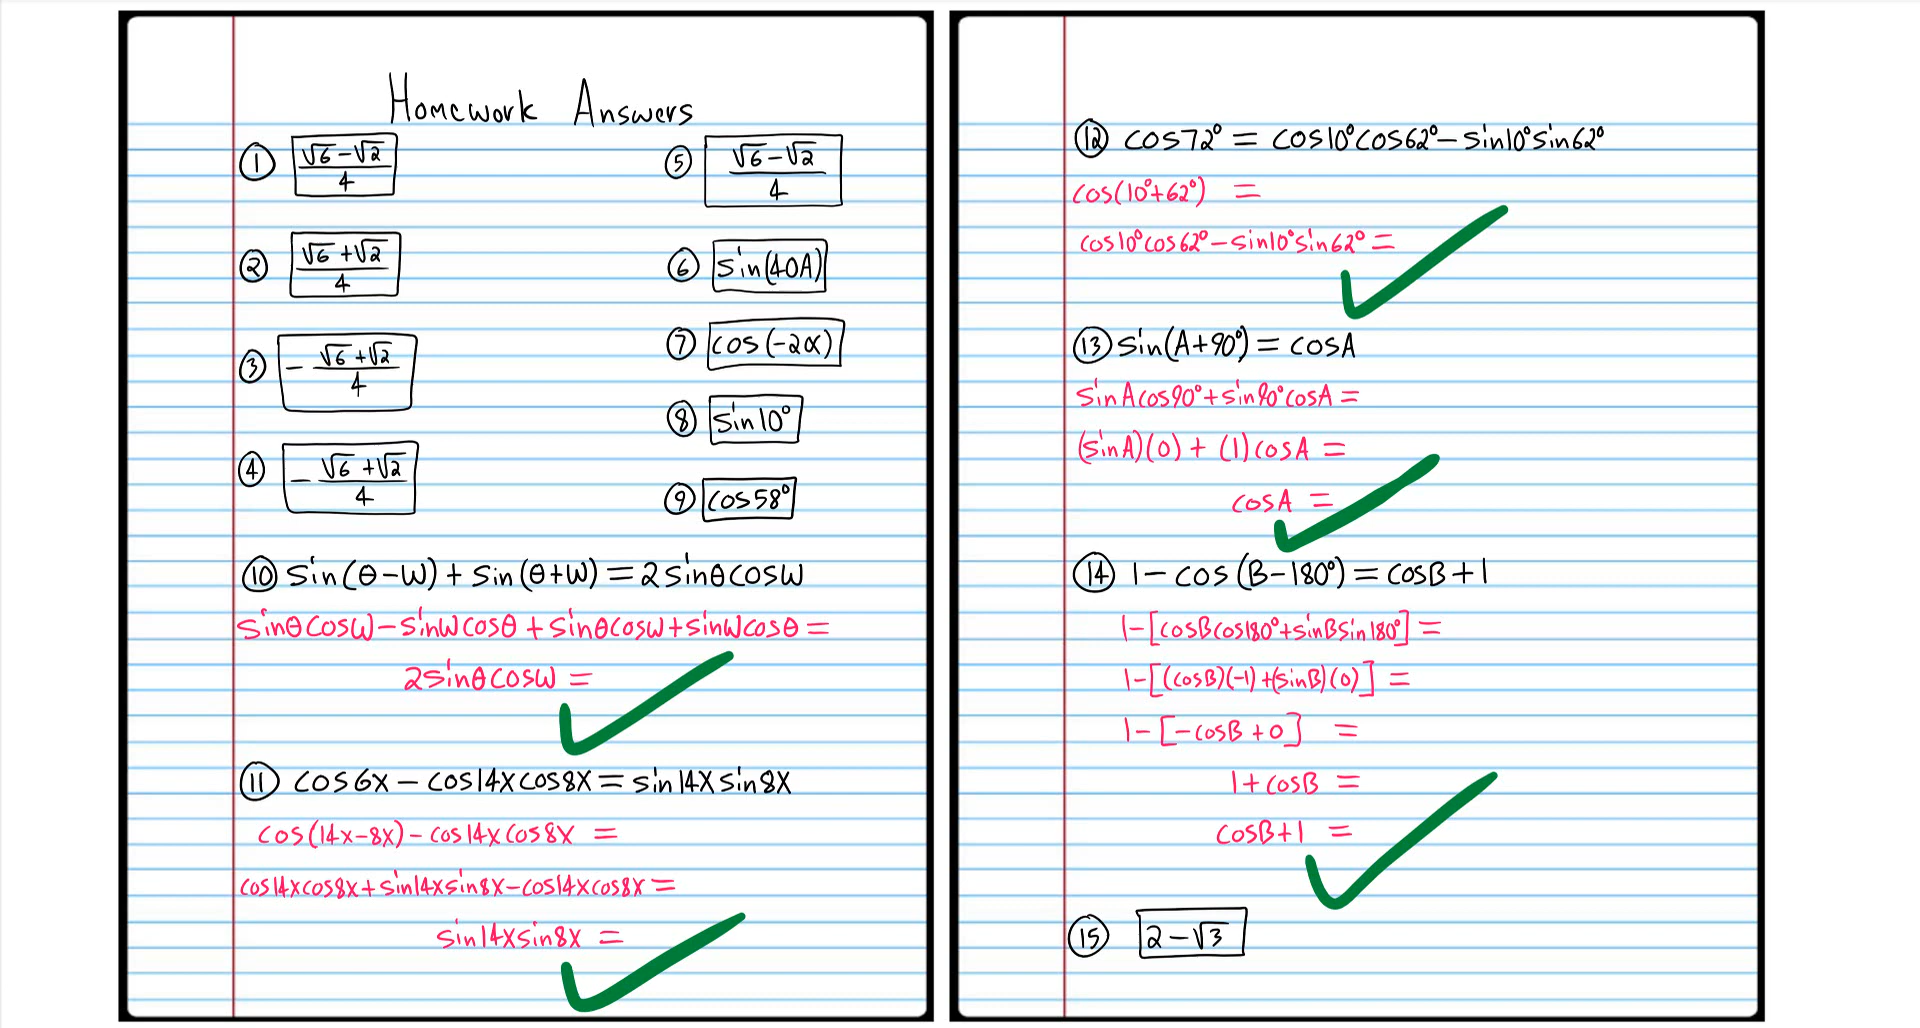 Homework Answers
① √6 - √2 / 4
② √6 + √2 / 4
③ - √6 + √2 / 4
④ - √6 + √2 / 4
⑤ √6 - √2 / 4
⑥ sin(40A)
⑦ cos(-2α)
⑧ sin10°
⑨ cos58°
⑩ sin(θ-W) + sin(θ+W) = 2sinθcosW
sinθcosW - sinWcosθ + sinθcosW + sinWcosθ =
2sinθcosW =
⑪ cos6x - cos14xcos8x = sin14xsin8x
cos(14x-8x) - cos14xcos8x =
cos14xcos8x + sin14xsin8x - cos14xcos8x =
sin14xsin8x =
⑫ cos72° = cos10°cos62° - sin10°sin62°
cos(10°+62°) =
cos10°cos62° - sin10°sin62° =
⑬ sin(A+90°) = cosA
sinAcos90° + sin90°cosA =
(sinA)(0) + (1)cosA =
cosA =
⑭ 1 - cos(B-180°) = cosB + 1
1-[cosBcos180° + sinBsin180°] =
1-[(cosB)(-1) + (sinB)(0)] =
1-[-cosB + 0] =
1 + cosB =
cosB + 1 =
⑮ 2 - √3